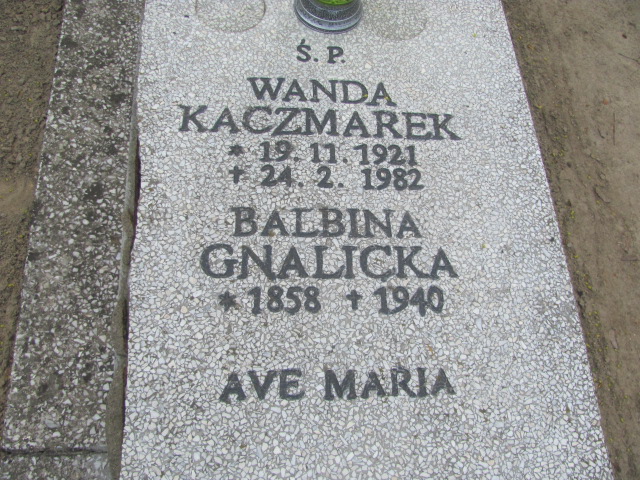 Ś. P.
WANDA
KACZMAREK
* 19. 11. 1921
† 24. 2. 1982
BALBINA
GNALICKA
* 1858 † 1940
AVE MARIA